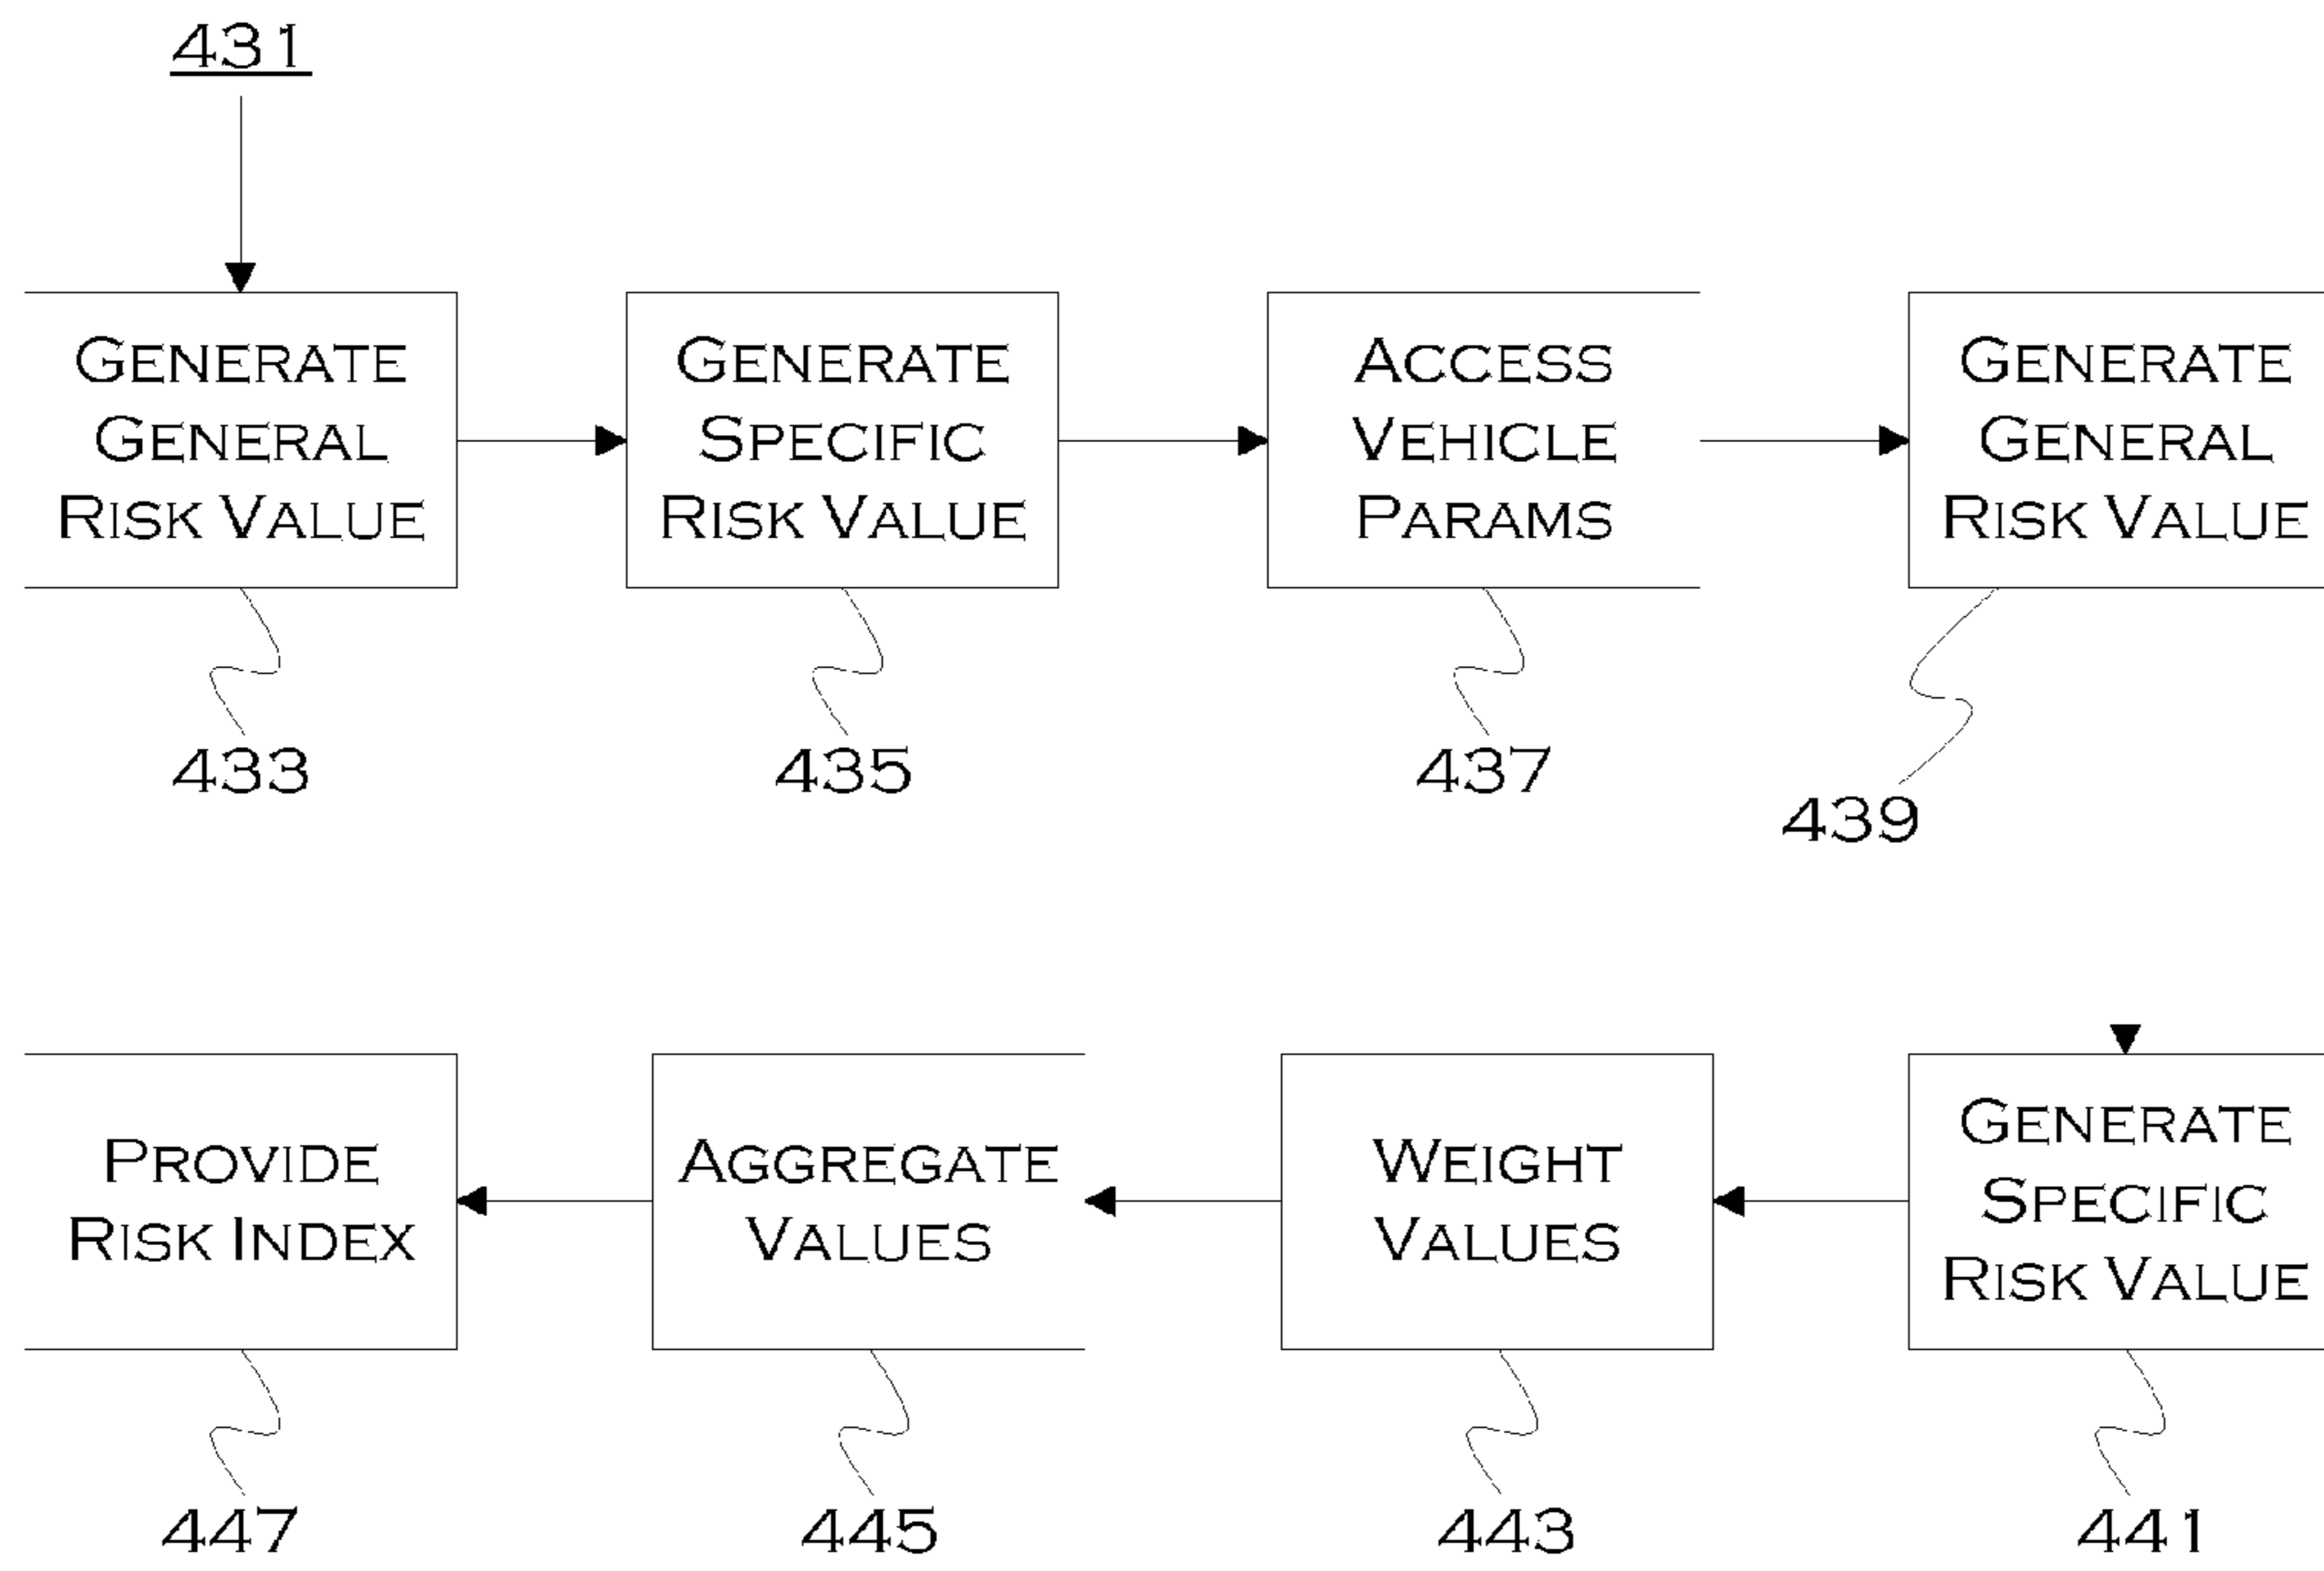 431
GENERATE
GENERAL
RISK VALUE
GENERATE
SPECIFIC
RISK VALUE
ACCESS
VEHICLE
PARAMS
GENERATE
GENERAL
RISK VALUE
433
435
437
439
PROVIDE
RISK INDEX
AGGREGATE
VALUES
WEIGHT
VALUES
GENERATE
SPECIFIC
RISK VALUE
447
445
443
441